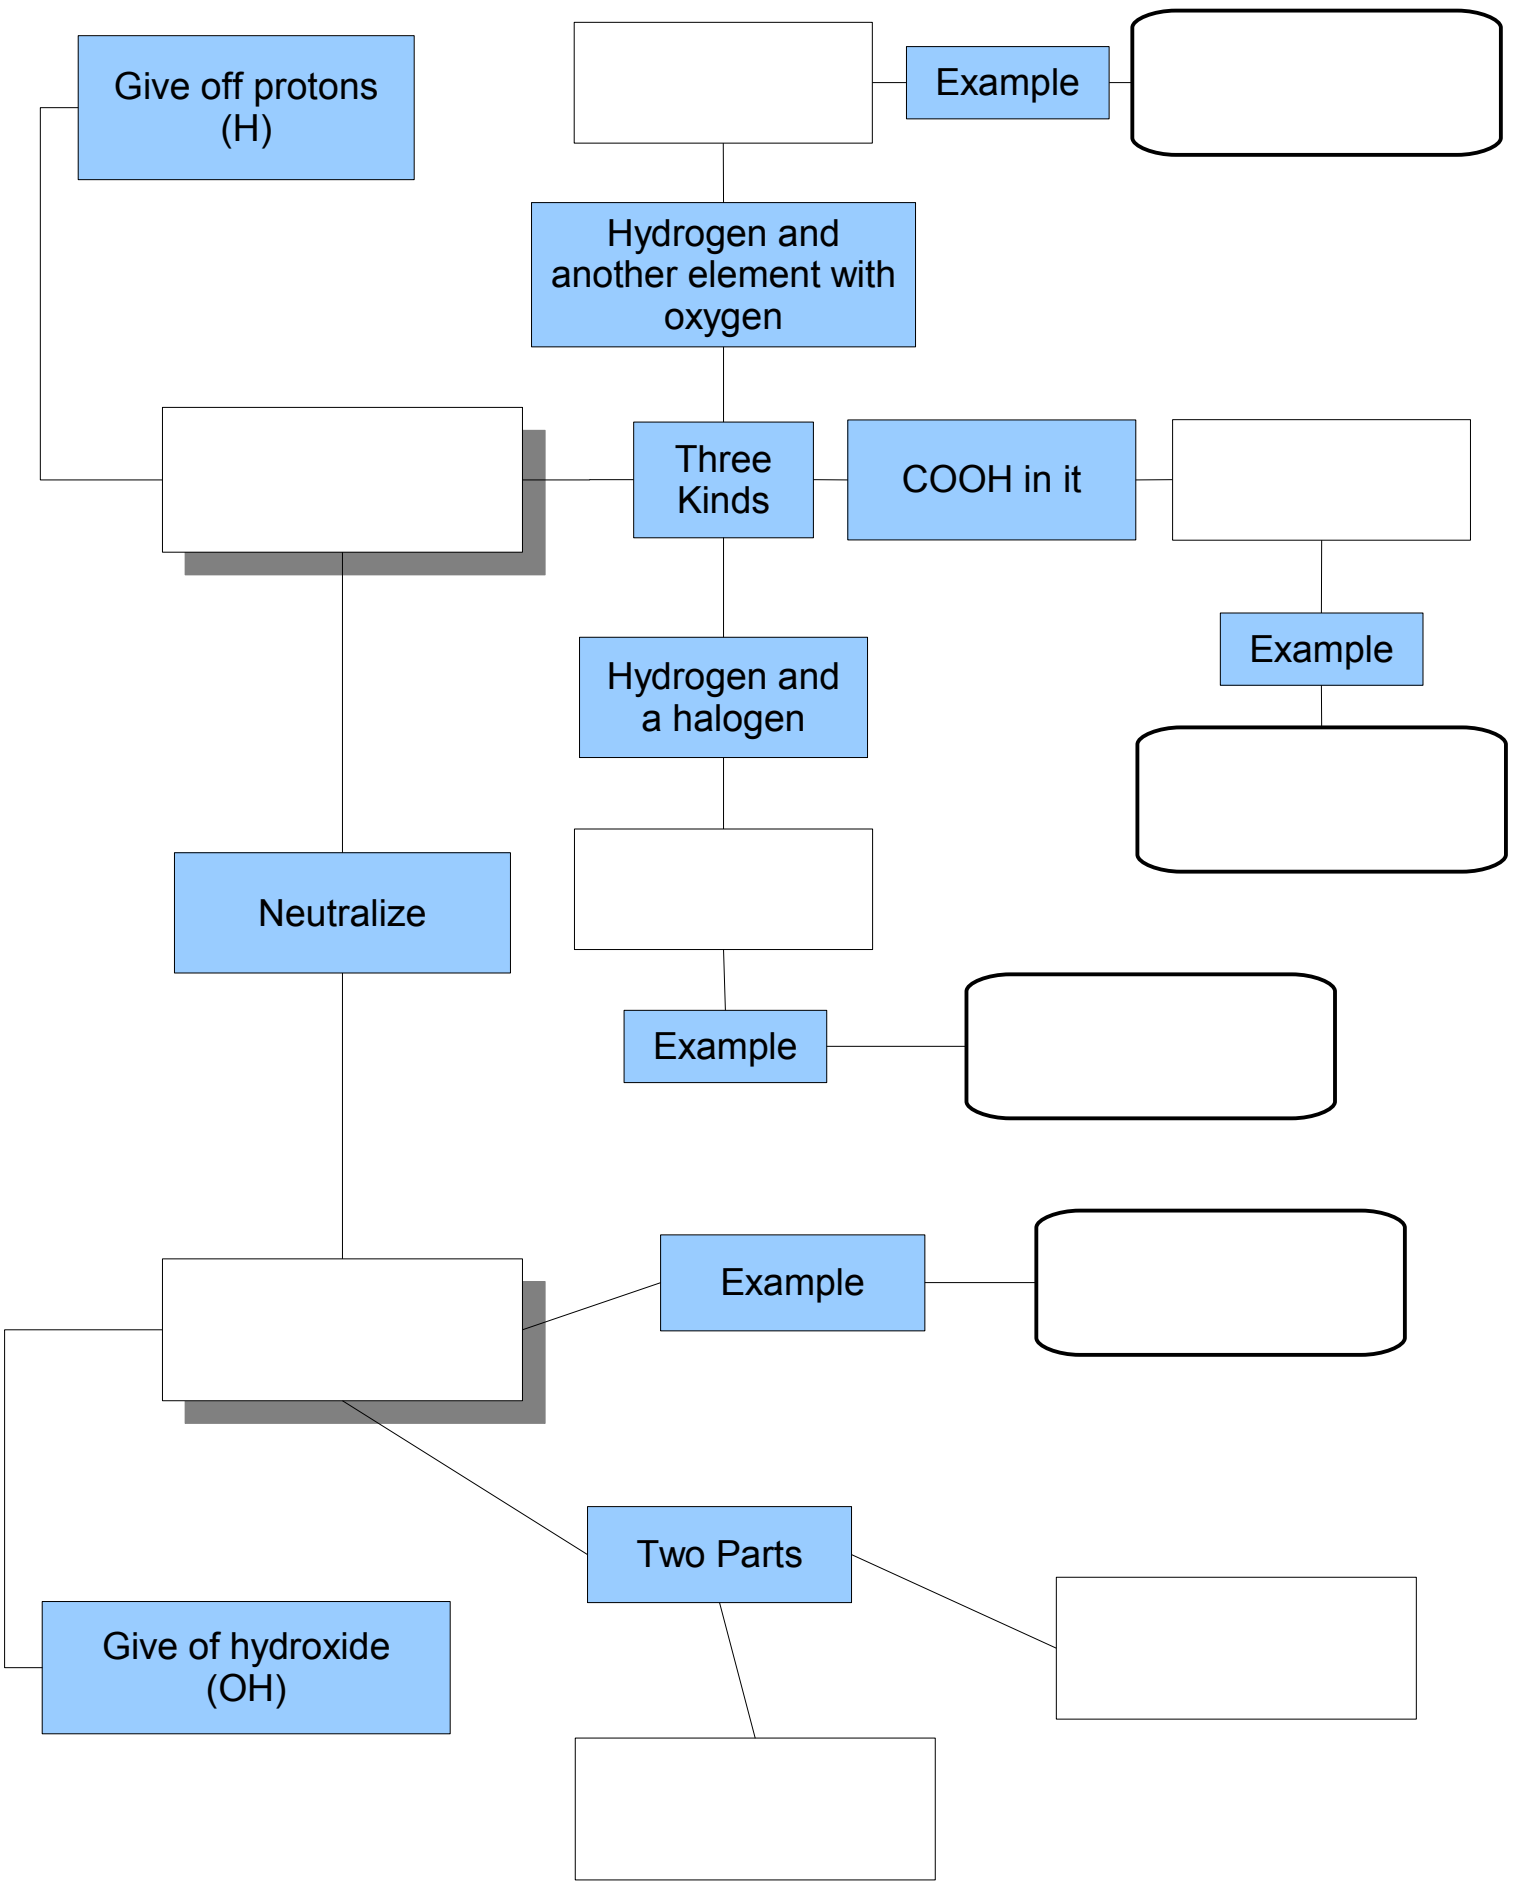 Give off protons
(H)
Example
Hydrogen and
another element with
oxygen
Three
Kinds
COOH in it
Example
Hydrogen and
a halogen
Neutralize
Example
Example
Two Parts
Give of hydroxide
(OH)